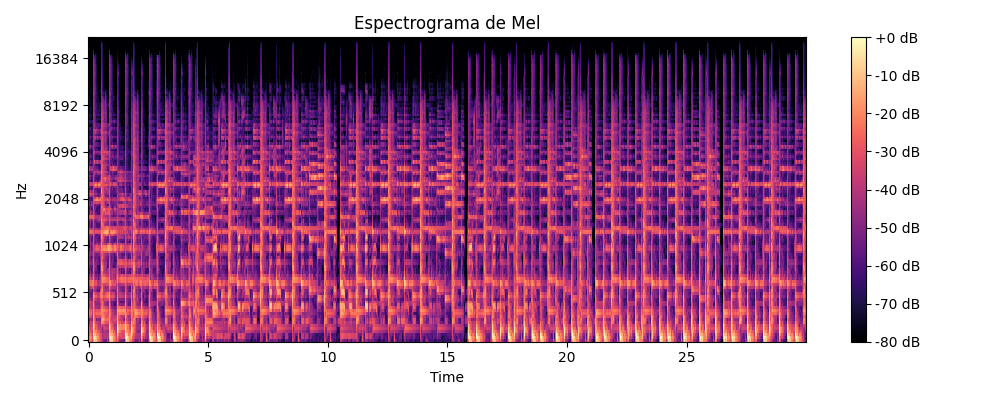 Espectrograma de Mel
Hz
16384
8192
4096
2048
1024
512
0
0 5 10 15 20 25
Time
+0 dB
-10 dB
-20 dB
-30 dB
-40 dB
-50 dB
-60 dB
-70 dB
-80 dB